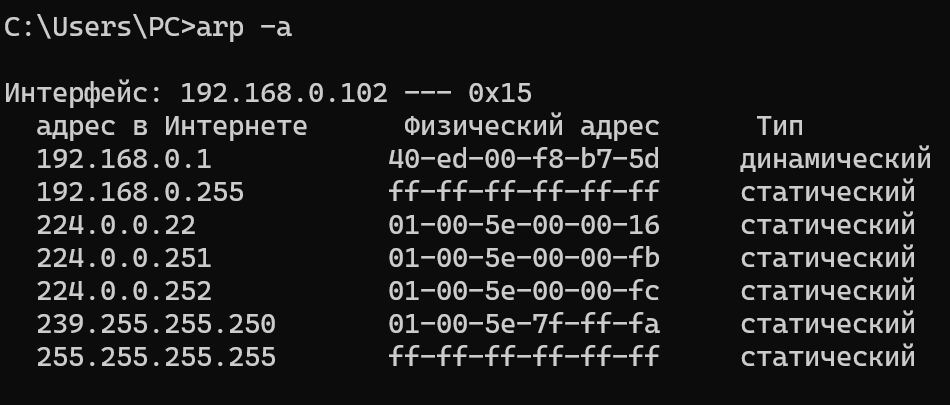 C:\Users\PC>arp -a
Интерфейс: 192.168.0.102 --- 0x15
адрес в Интернете Физический адрес Тип
192.168.0.1 40-ed-00-f8-b7-5d динамический
192.168.0.255 ff-ff-ff-ff-ff-ff статический
224.0.0.22 01-00-5e-00-00-16 статический
224.0.0.251 01-00-5e-00-00-fb статический
224.0.0.252 01-00-5e-00-00-fc статический
239.255.255.250 01-00-5e-7f-ff-fa статический
255.255.255.255 ff-ff-ff-ff-ff-ff статический